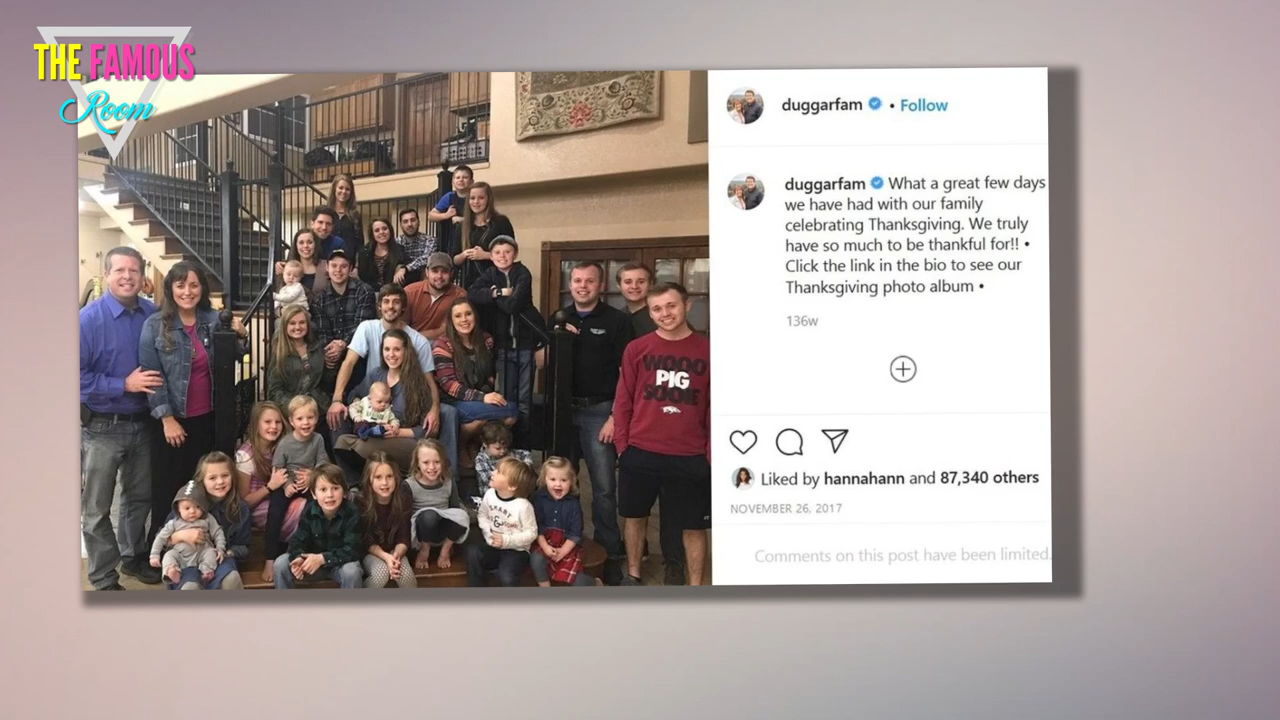 THE FAMOUS
Room
duggarfam • Follow
duggarfam What a great few days
we have had with our family
celebrating Thanksgiving. We truly
have so much to be thankful for!! •
Click the link in the bio to see our
Thanksgiving photo album •
136w
Liked by hannahann and 87,340 others
NOVEMBER 26, 2017
Comments on this post have been limited.
WOOO
PIG
SOOIE